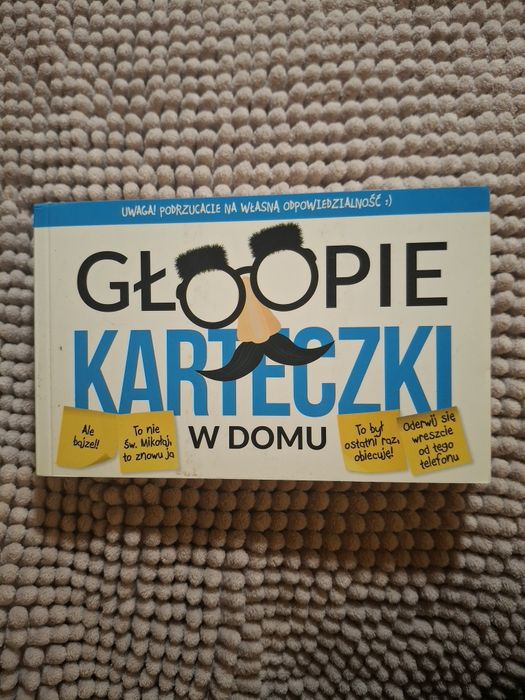 UWAGA! PODRZUCACIE NA WŁASNĄ ODPOWIEDZIALNOŚĆ :)
GŁOOPIE
KARTECZKI
W DOMU
Ale
bajzel!
To nie
św. Mikołaj,
to znowu ja
To był
ostatni raz,
obiecuję!
Oderwij się
wreszcie
od tego
telefonu